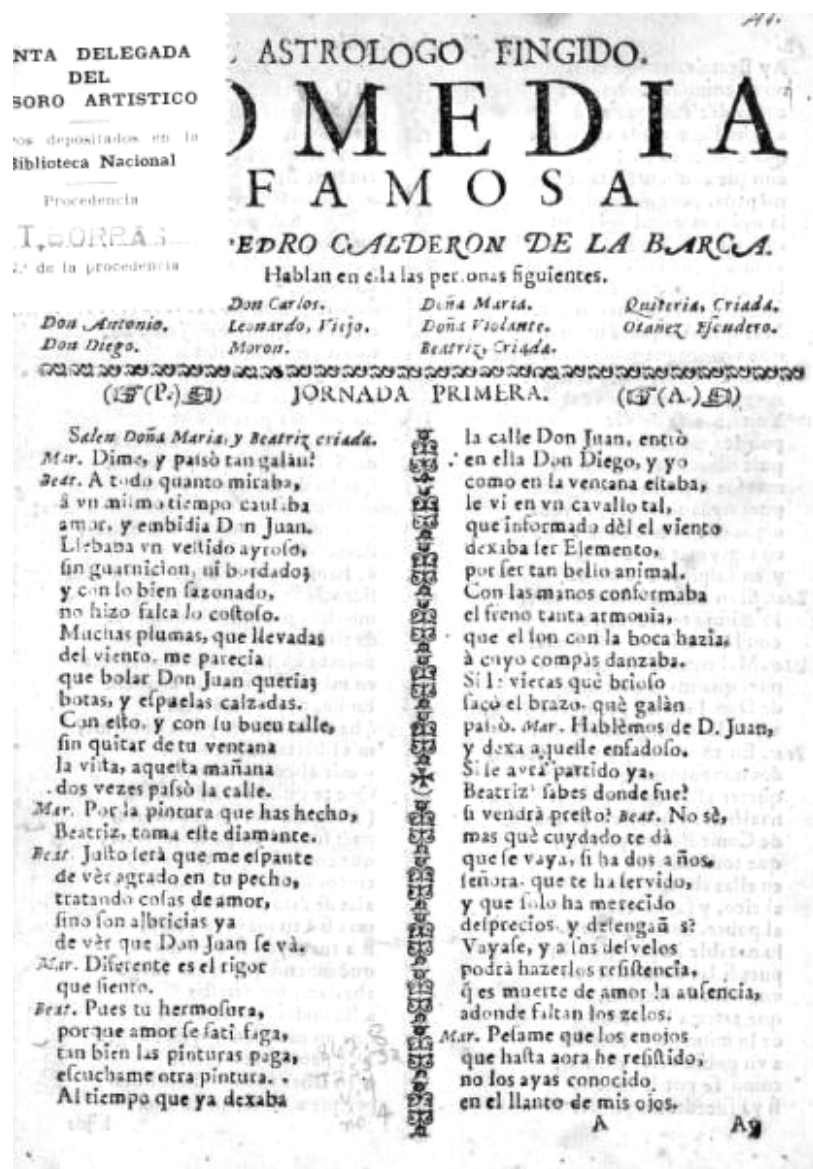 NTA DELEGADA
DEL
SORO ARTISTICO
os depositados en la
Biblioteca Nacional
Procedencia
T. BORRAS
N.º de la procedencia
ASTROLOGO FINGIDO.
OMEDIA
FAMOSA
PEDRO CALDERON DE LA BARCA.
Hablan en ella las personas siguientes.
Don Antonio.
Don Diego.
Don Carlos.
Leonardo, Viejo.
Moron.
Doña Maria.
Doña Violante.
Beatriz, Criada.
Quiteria, Criada.
Otañez Escudero.
(☞(P.)☜) JORNADA PRIMERA. (☞(A.)☜)
Salen Doña Maria, y Beatriz criada.
Mar. Dime, y paſsò tan galàn?
Beat. A todo quanto miraba,
à vn miſmo tiempo cauſaba
amor, y embidia Don Juan.
Llebaba vn veſtido ayroſo,
ſin guarnicion, ni bordado;
y con lo bien ſazonado,
no hizo falta lo coſtoſo.
Muchas plumas, que llevadas
del viento, me parecia
que bolar Don Juan queria;
botas, y eſpuelas calzadas.
Con eſto, y con ſu buen talle,
ſin quitar de tu ventana
la viſta, aqueſta mañana
dos vezes paſsò la calle.
Mar. Por la pintura que has hecho,
Beatriz, toma eſte diamante.
Beat. Juſto ſerà que me eſpante
de vèr agrado en tu pecho,
tratando coſas de amor,
ſino ſon albricias ya
de vèr que Don Juan ſe và.
Mar. Diferente es el rigor
que ſiento.
Beat. Pues tu hermoſura,
porque amor ſe ſatisfaga,
tan bien las pinturas paga,
eſcuchame otra pintura.
Al tiempo que ya dexaba
la calle Don Juan, entrò
en ella Don Diego, y yo
como en la ventana eſtaba,
le vi en vn cavallo tal,
que informado dèl el viento
dexaba ſer Elemento,
por ſer tan bello animal.
Con las manos conformaba
el freno tanta armonia,
que el ſon con la boca hazia,
à cuyo compàs danzaba.
Si le vieras què brioſo
ſacò el brazo, què galàn
paſsò. Mar. Hablèmos de D. Juan,
y dexa aqueſſe enfadoſo.
Si ſe avrà partido ya,
Beatriz? ſabes donde fue?
ſi vendrà preſto? Beat. No sè,
mas què cuydado te dà
que ſe vaya, ſi ha dos años,
ſeñora, que te ha ſervido,
y que ſolo ha merecido
deſprecios, y deſengaños?
Vayaſe, y a ſus deſvelos
podrà hazerlos reſiſtencia,
q̃ es muerte de amor la auſencia,
adonde faltan los zelos.
Mar. Peſame que los enojos
que haſta aora he reſiſtido,
no los ayas conocido
en el llanto de mis ojos.
A